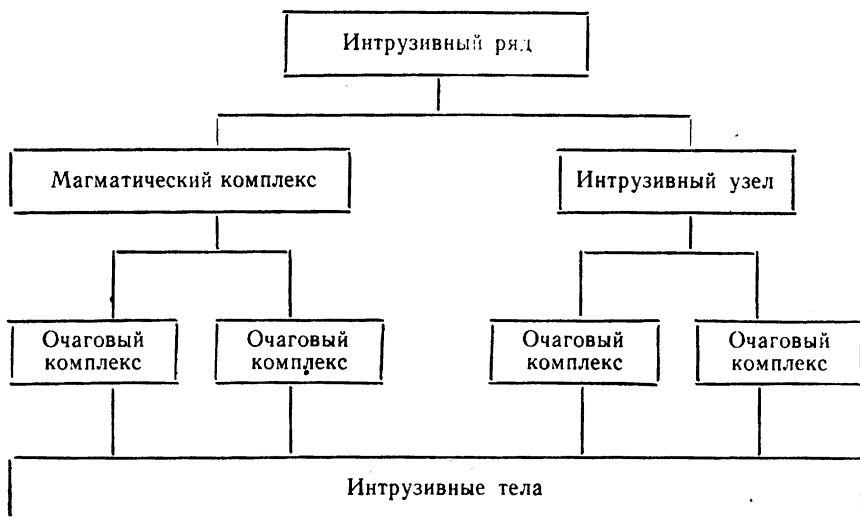 Интрузивный ряд
Магматический комплекс
Интрузивный узел
Очаговый
комплекс
Очаговый
комплекс
Очаговый
комплекс
Очаговый
комплекс
Интрузивные тела